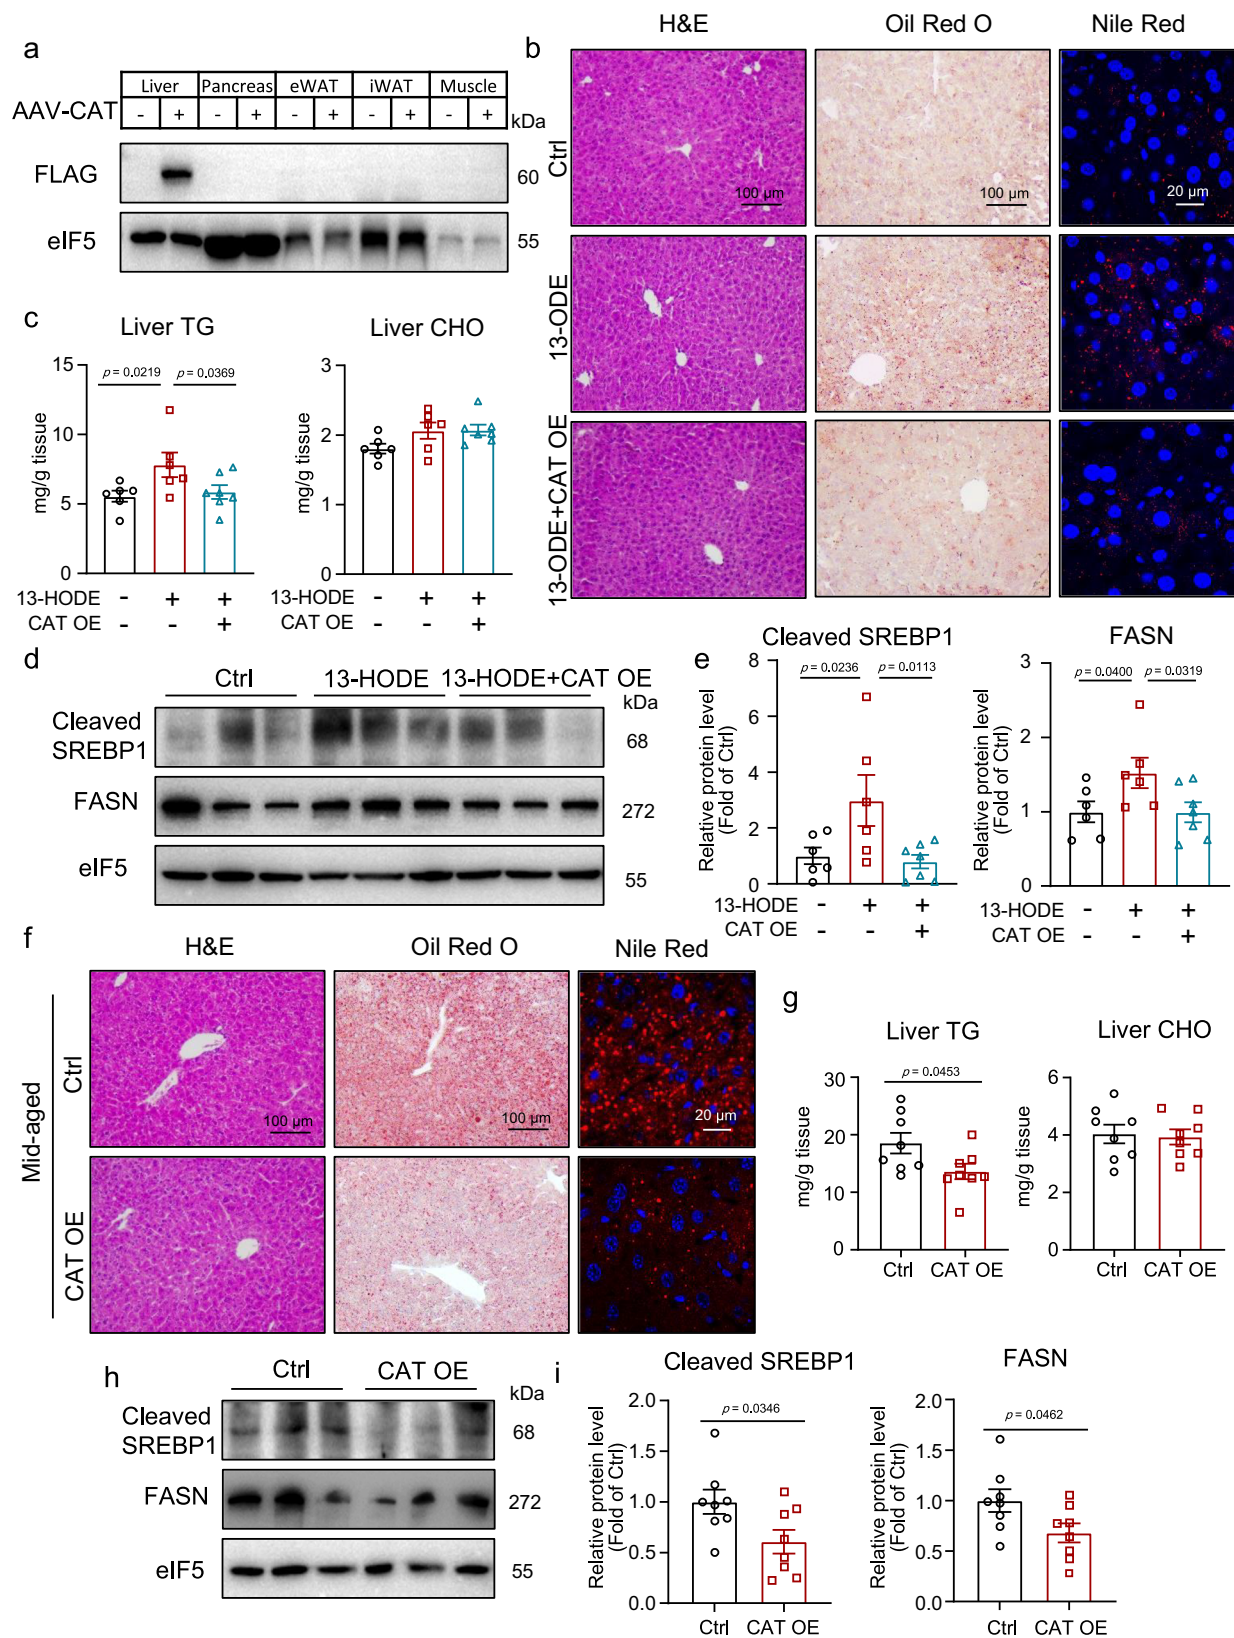 a
Liver Pancreas eWAT iWAT Muscle
AAV-CAT - + - + - + - + - + kDa
FLAG 60
eIF5 55
b
H&E Oil Red O Nile Red
Ctrl
100 µm 100 µm 20 µm
13-ODE
13-ODE+CAT OE
c
Liver TG Liver CHO
mg/g tissue
15
10
5
0
p = 0.0219 p = 0.0369
mg/g tissue
3
2
1
0
13-HODE - + + - + +
CAT OE - - + - - +
d
Ctrl 13-HODE 13-HODE+CAT OE
kDa
Cleaved
SREBP1 68
FASN 272
eIF5 55
e
Cleaved SREBP1 FASN
Relative protein level
(Fold of Ctrl)
8
6
4
2
0
p = 0.0236 p = 0.0113
Relative protein level
(Fold of Ctrl)
3
2
1
0
p = 0.0400 p = 0.0319
13-HODE - + + 13-HODE - + +
CAT OE - - + CAT OE - - +
f
H&E Oil Red O Nile Red
Mid-aged
Ctrl
100 µm 100 µm 20 µm
CAT OE
g
Liver TG Liver CHO
mg/g tissue
30
20
10
0
p = 0.0453
Ctrl CAT OE
mg/g tissue
6
4
2
0
Ctrl CAT OE
h
Ctrl CAT OE
kDa
Cleaved
SREBP1 68
FASN 272
eIF5 55
i
Cleaved SREBP1 FASN
Relative protein level
(Fold of Ctrl)
2.0
1.5
1.0
0.5
0.0
p = 0.0346
Ctrl CAT OE
Relative protein level
(Fold of Ctrl)
2.0
1.5
1.0
0.5
0.0
p = 0.0462
Ctrl CAT OE